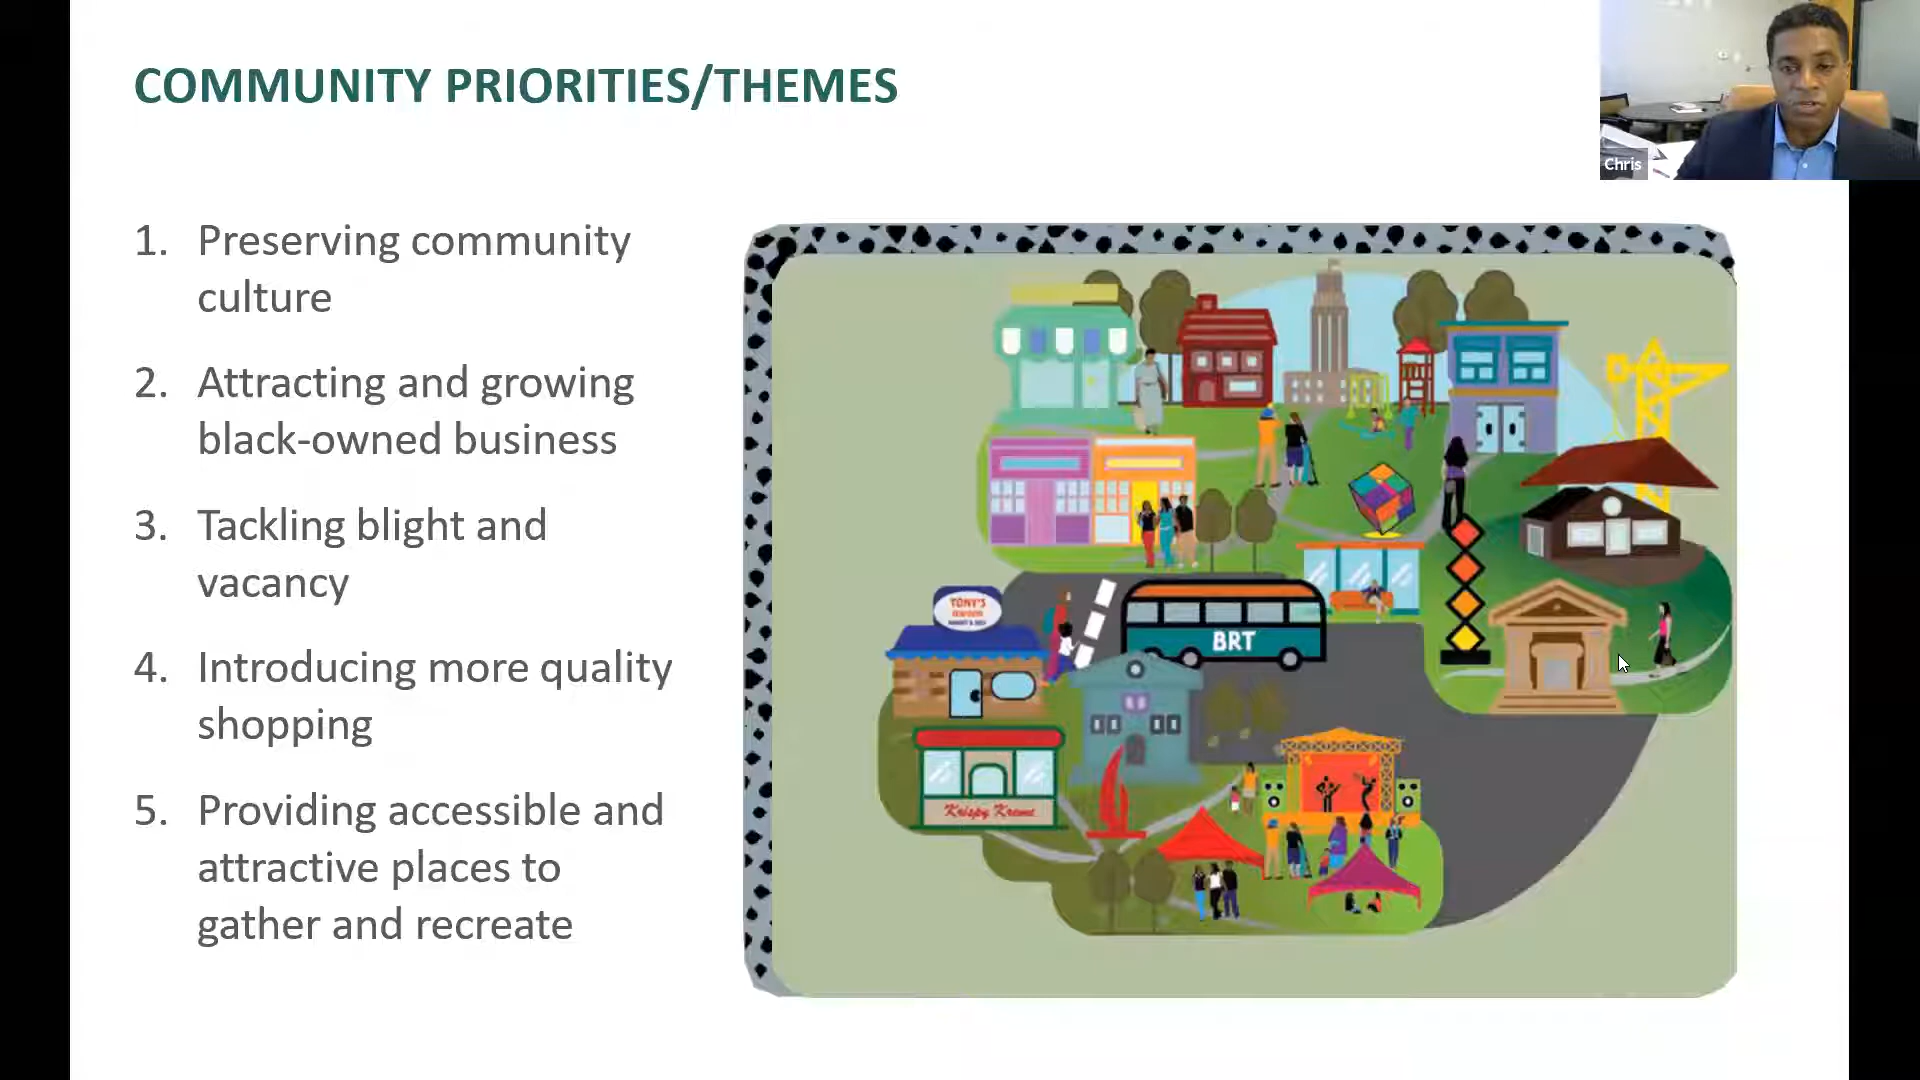 COMMUNITY PRIORITIES/THEMES
Chris
1. Preserving community
culture
2. Attracting and growing
black-owned business
3. Tackling blight and
vacancy
4. Introducing more quality
shopping
5. Providing accessible and
attractive places to
gather and recreate
TONY'S
BRT
Krispy Kreme